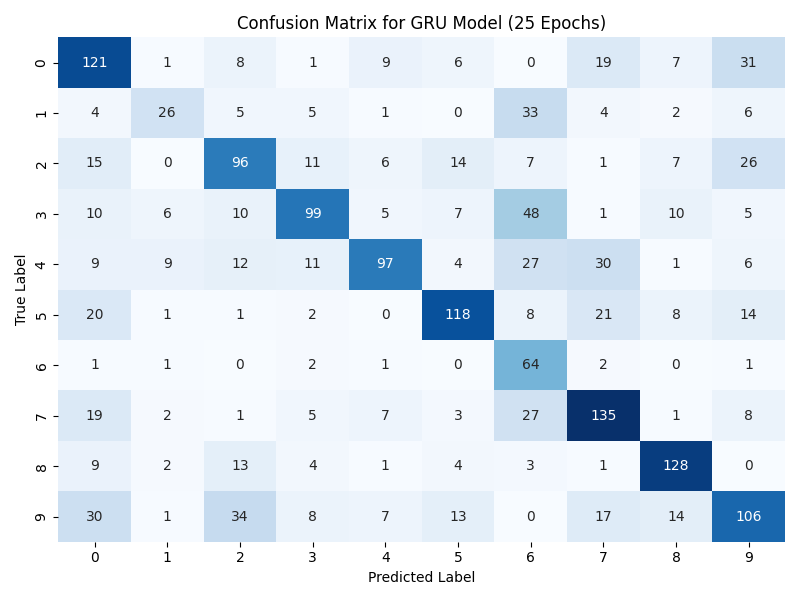 Confusion Matrix for GRU Model (25 Epochs)
True Label
0 121 1 8 1 9 6 0 19 7 31
1 4 26 5 5 1 0 33 4 2 6
2 15 0 96 11 6 14 7 1 7 26
3 10 6 10 99 5 7 48 1 10 5
4 9 9 12 11 97 4 27 30 1 6
5 20 1 1 2 0 118 8 21 8 14
6 1 1 0 2 1 0 64 2 0 1
7 19 2 1 5 7 3 27 135 1 8
8 9 2 13 4 1 4 3 1 128 0
9 30 1 34 8 7 13 0 17 14 106
0 1 2 3 4 5 6 7 8 9
Predicted Label